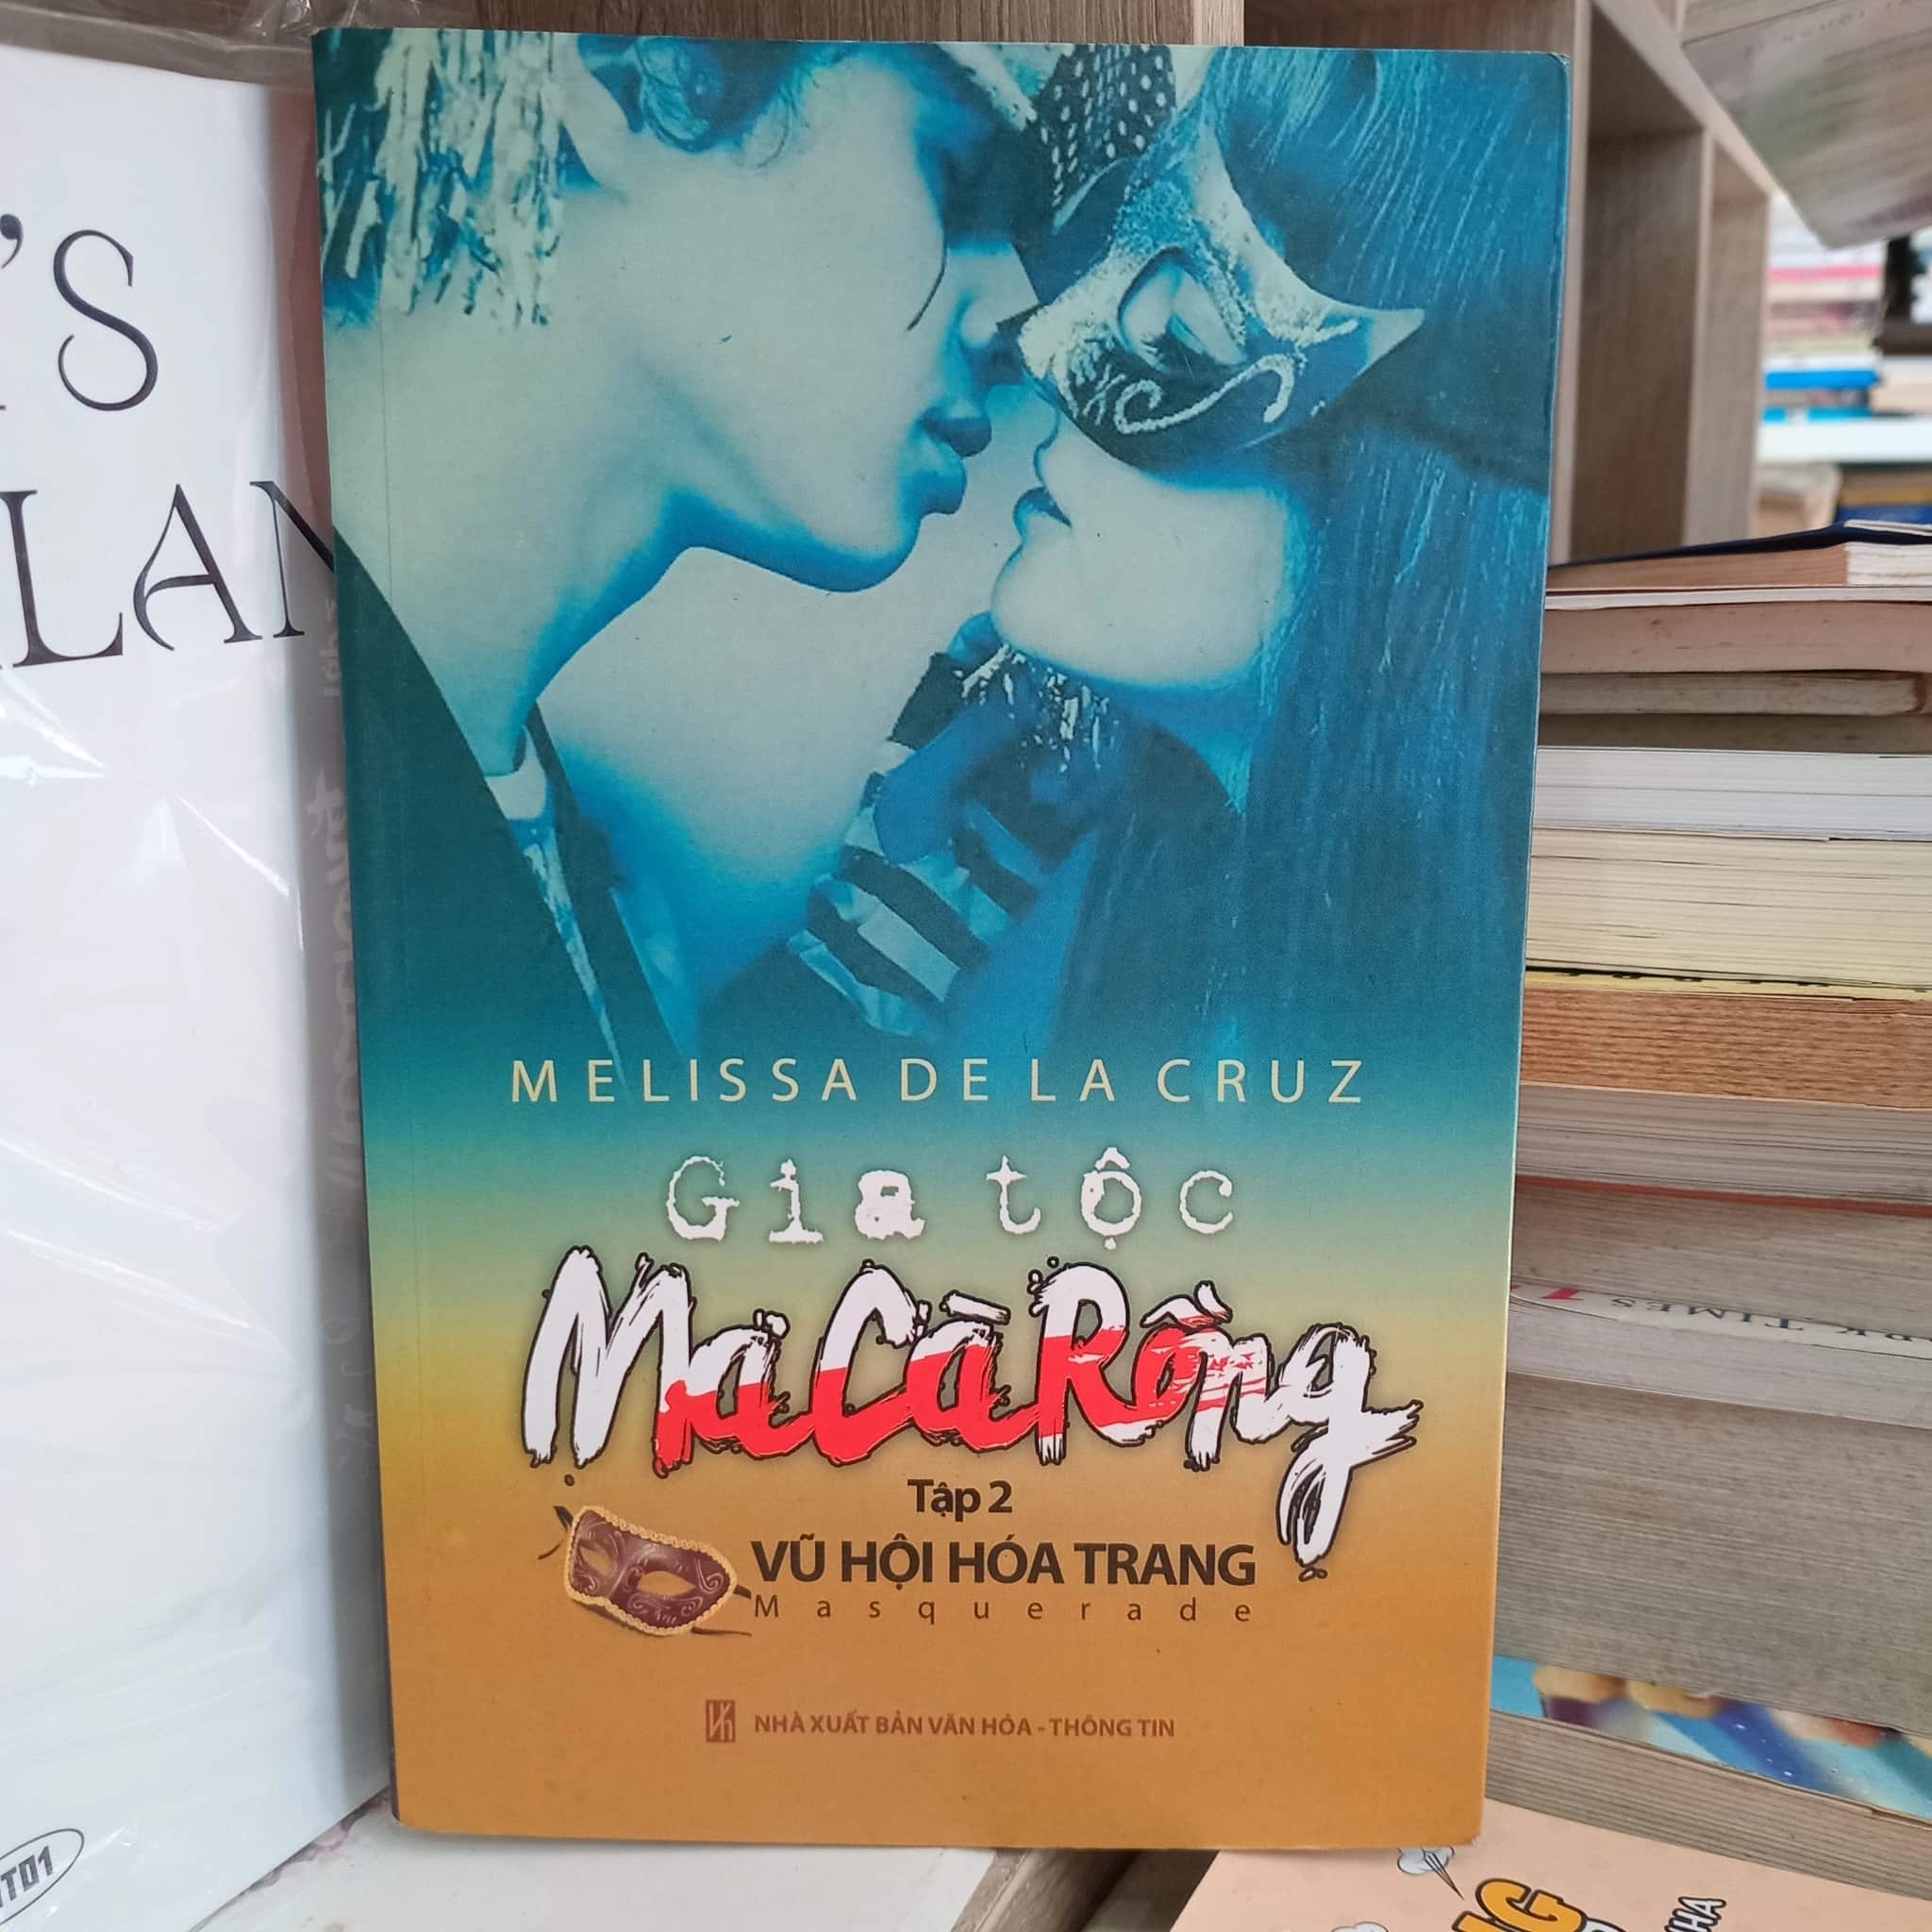 'S
LAN
MELISSA DE LA CRUZ
Gia tộc
Ma Cà Rồng
Tập 2
VŨ HỘI HÓA TRANG
Masquerade
NHÀ XUẤT BẢN VĂN HÓA - THÔNG TIN
T01